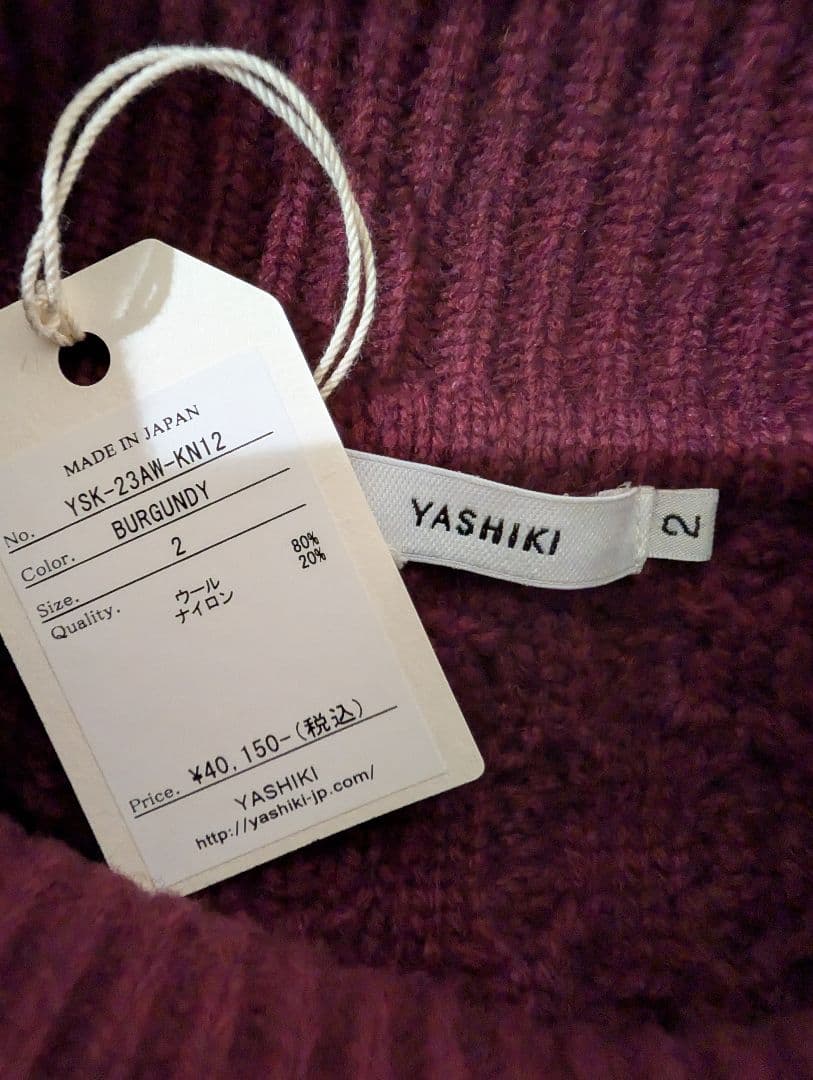 MADE IN JAPAN
No. YSK-23AW-KN12
Color. BURGUNDY
Size. 2
Quality. ウール 80%
ナイロン 20%
Price. ¥40,150-(税込)
YASHIKI
http://yashiki-jp.com/
YASHIKI
2